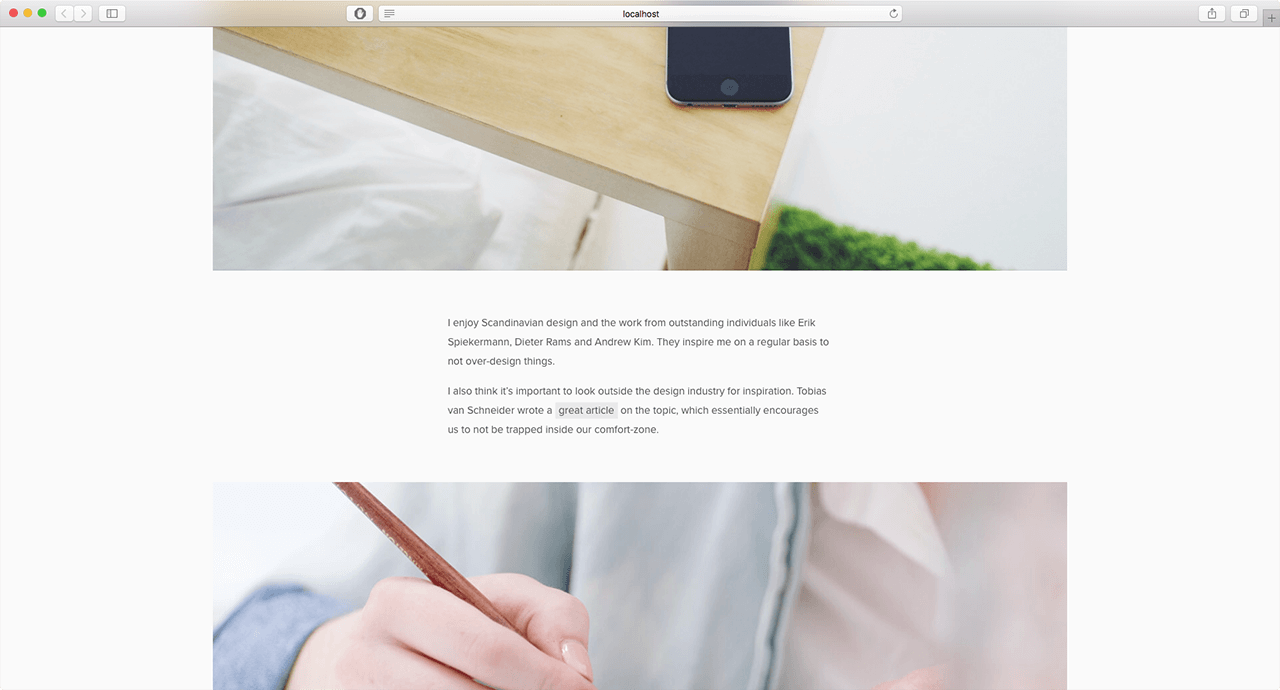 localhost
I enjoy Scandinavian design and the work from outstanding individuals like Erik
Spiekermann, Dieter Rams and Andrew Kim. They inspire me on a regular basis to
not over-design things.
I also think it’s important to look outside the design industry for inspiration. Tobias
van Schneider wrote a great article on the topic, which essentially encourages
us to not be trapped inside our comfort-zone.